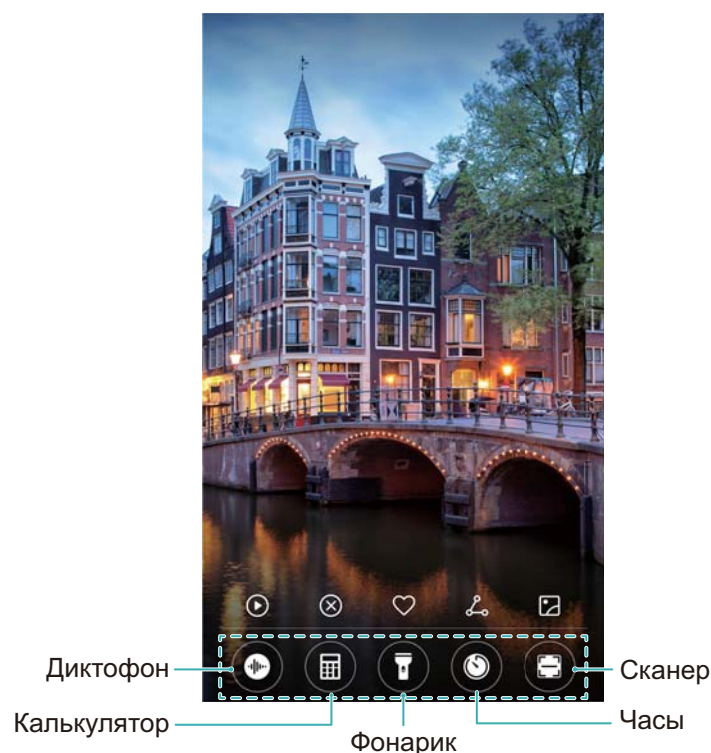 Диктофон
Сканер
Калькулятор
Часы
Фонарик